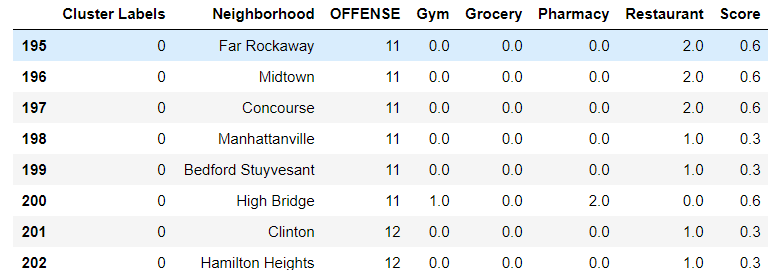 Cluster Labels Neighborhood OFFENSE Gym Grocery Pharmacy Restaurant Score
195 0 Far Rockaway 11 0.0 0.0 0.0 2.0 0.6
196 0 Midtown 11 0.0 0.0 0.0 2.0 0.6
197 0 Concourse 11 0.0 0.0 0.0 2.0 0.6
198 0 Manhattanville 11 0.0 0.0 0.0 1.0 0.3
199 0 Bedford Stuyvesant 11 0.0 0.0 0.0 1.0 0.3
200 0 High Bridge 11 1.0 0.0 2.0 0.0 0.6
201 0 Clinton 12 0.0 0.0 0.0 1.0 0.3
202 0 Hamilton Heights 12 0.0 0.0 0.0 1.0 0.3